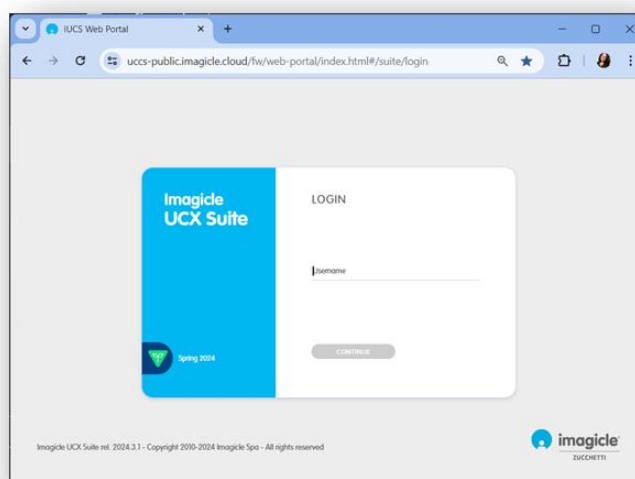 IUCS Web Portal
uccs-public.imagicle.cloud/fw/web-portal/index.html#/suite/login
Imagicle
UCX Suite
LOGIN
Username
CONTINUE
Spring 2024
Imagicle UCX Suite rel. 2024.3.1 - Copyright 2010-2024 Imagicle Spa - All rights reserved
imagicle
ZUCCHETTI